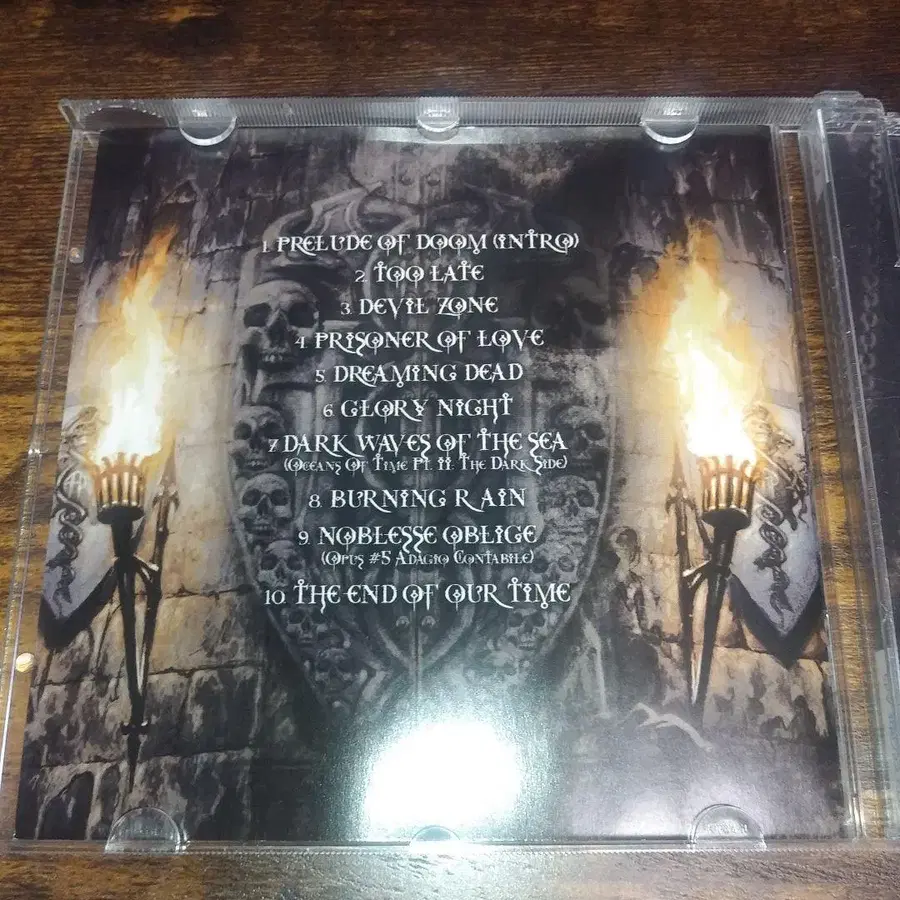 1. PRELUDE OF DOOM (INTRO)
2. TOO LATE
3. DEVIL ZONE
4. PRISONER OF LOVE
5. DREAMING DEAD
6. GLORY NIGHT
7. DARK WAVES OF THE SEA
(OCEANS OF TIME PT. II: THE DARK SIDE)
8. BURNING RAIN
9. NOBLESSE OBLIGE
(OPUS #5 ADAGIO CONTABILE)
10. THE END OF OUR TIME